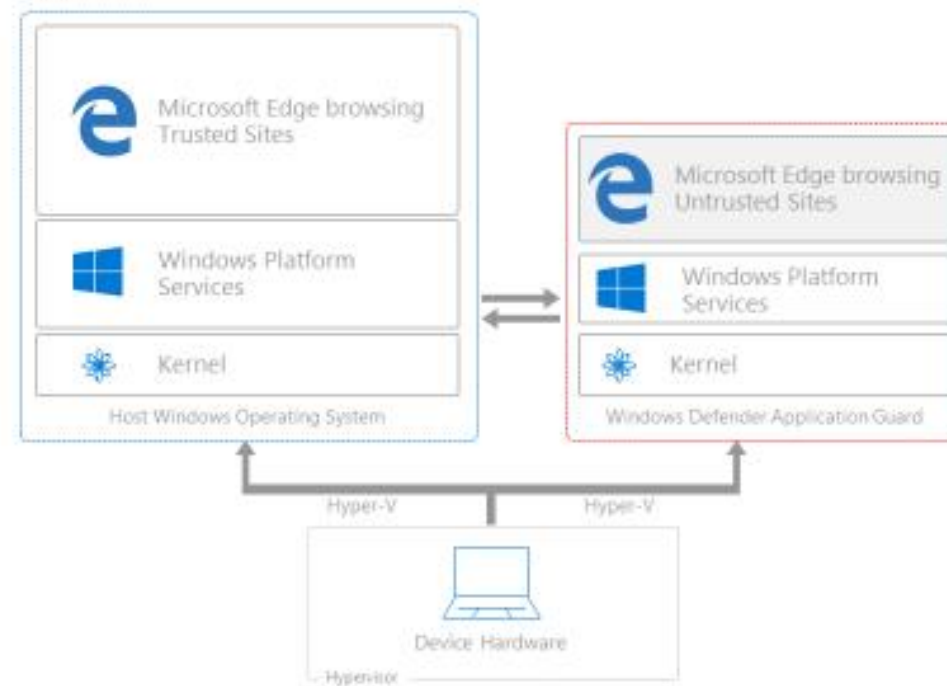 Microsoft Edge browsing
Trusted Sites
Windows Platform
Services
Kernel
Host Windows Operating System
Microsoft Edge browsing
Untrusted Sites
Windows Platform
Services
Kernel
Windows Defender Application Guard
Hyper-V
Hyper-V
Device Hardware
Hypervisor